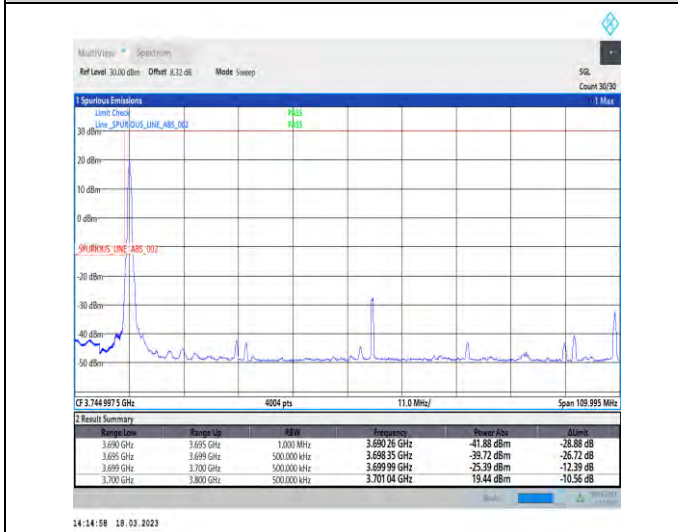 MultiView Spectrum
Ref Level 30.00 dBm Offset 8.32 dB Mode Sweep SGL
Count 30/30
1 Spurious Emissions 1 Max
Limit Check PASS
Line _SPURIOUS_LINE_ABS_002 PASS
30 dBm
20 dBm
10 dBm
0 dBm
_SPURIOUS_LINE_ABS_002
-20 dBm
-30 dBm
-40 dBm
-50 dBm
CF 3.744 997 5 GHz 4004 pts 11.0 MHz/ Span 109.995 MHz
2 Result Summary
Range Low Range Up RBW Frequency Power Abs ΔLimit
3.690 GHz 3.695 GHz 1.000 MHz 3.690 26 GHz -41.88 dBm -28.88 dB
3.695 GHz 3.699 GHz 500.000 kHz 3.698 35 GHz -39.72 dBm -26.72 dB
3.699 GHz 3.700 GHz 500.000 kHz 3.699 99 GHz -25.39 dBm -12.39 dB
3.700 GHz 3.800 GHz 500.000 kHz 3.701 04 GHz 19.44 dBm -10.56 dB
14:14:58 18.03.2023